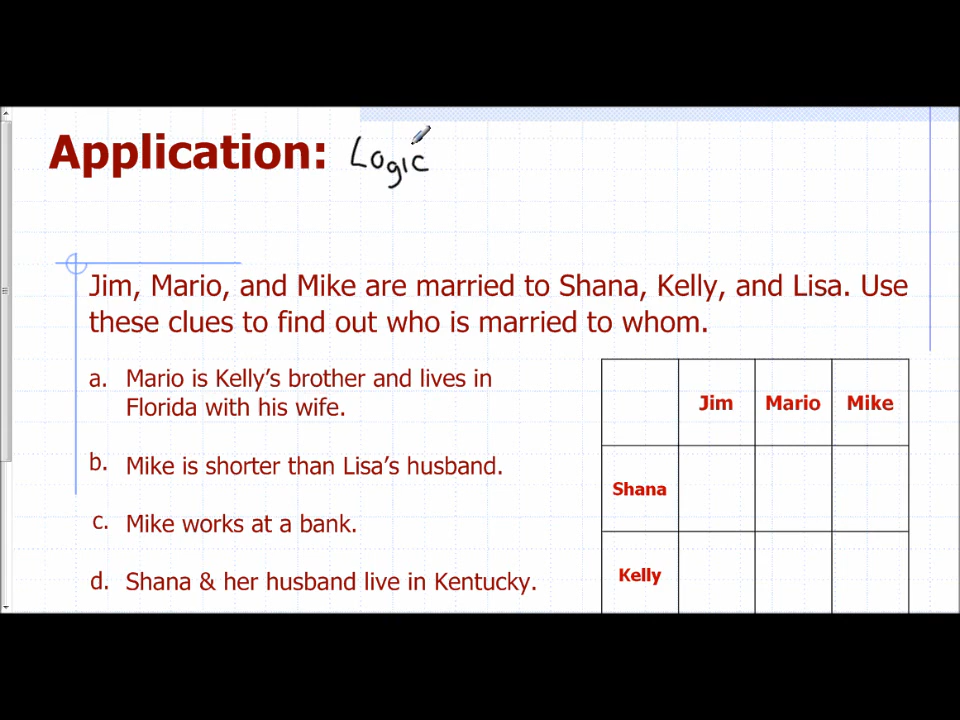 Application: Logic
Jim, Mario, and Mike are married to Shana, Kelly, and Lisa. Use
these clues to find out who is married to whom.
a. Mario is Kelly's brother and lives in
Florida with his wife.
b. Mike is shorter than Lisa's husband.
c. Mike works at a bank.
d. Shana & her husband live in Kentucky.
Jim Mario Mike
Shana
Kelly